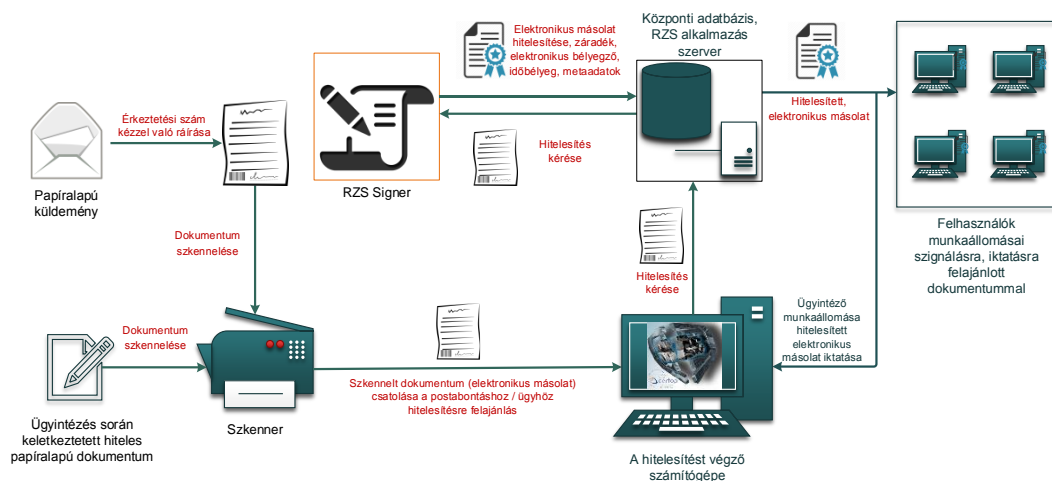 Elektronikus másolat
hitelesítése, záradék,
elektronikus bélyegző,
időbélyeg, metaadatok
Központi adatbázis,
RZS alkalmazás
szerver
Érkeztetési szám
kézzel való ráírása
Hitelesítés
kérése
Hitelesített,
elektronikus másolat
Papíralapú
küldemény
RZS Signer
Felhasználók
munkaállomásai
szignálásra, iktatásra
felajánlott
dokumentummal
Dokumentum
szkennelése
Hitelesítés
kérése
Ügyintéző
munkaállomása
hitelesített
elektronikus
másolat iktatása
Dokumentum
szkennelése
Szkennelt dokumentum (elektronikus másolat)
csatolása a postabontáshoz / ügyhöz
hitelesítésre felajánlás
Ügyintézés során
keletkeztetett hiteles
papíralapú dokumentum
Szkenner
A hitelesítést végző
számítógépe